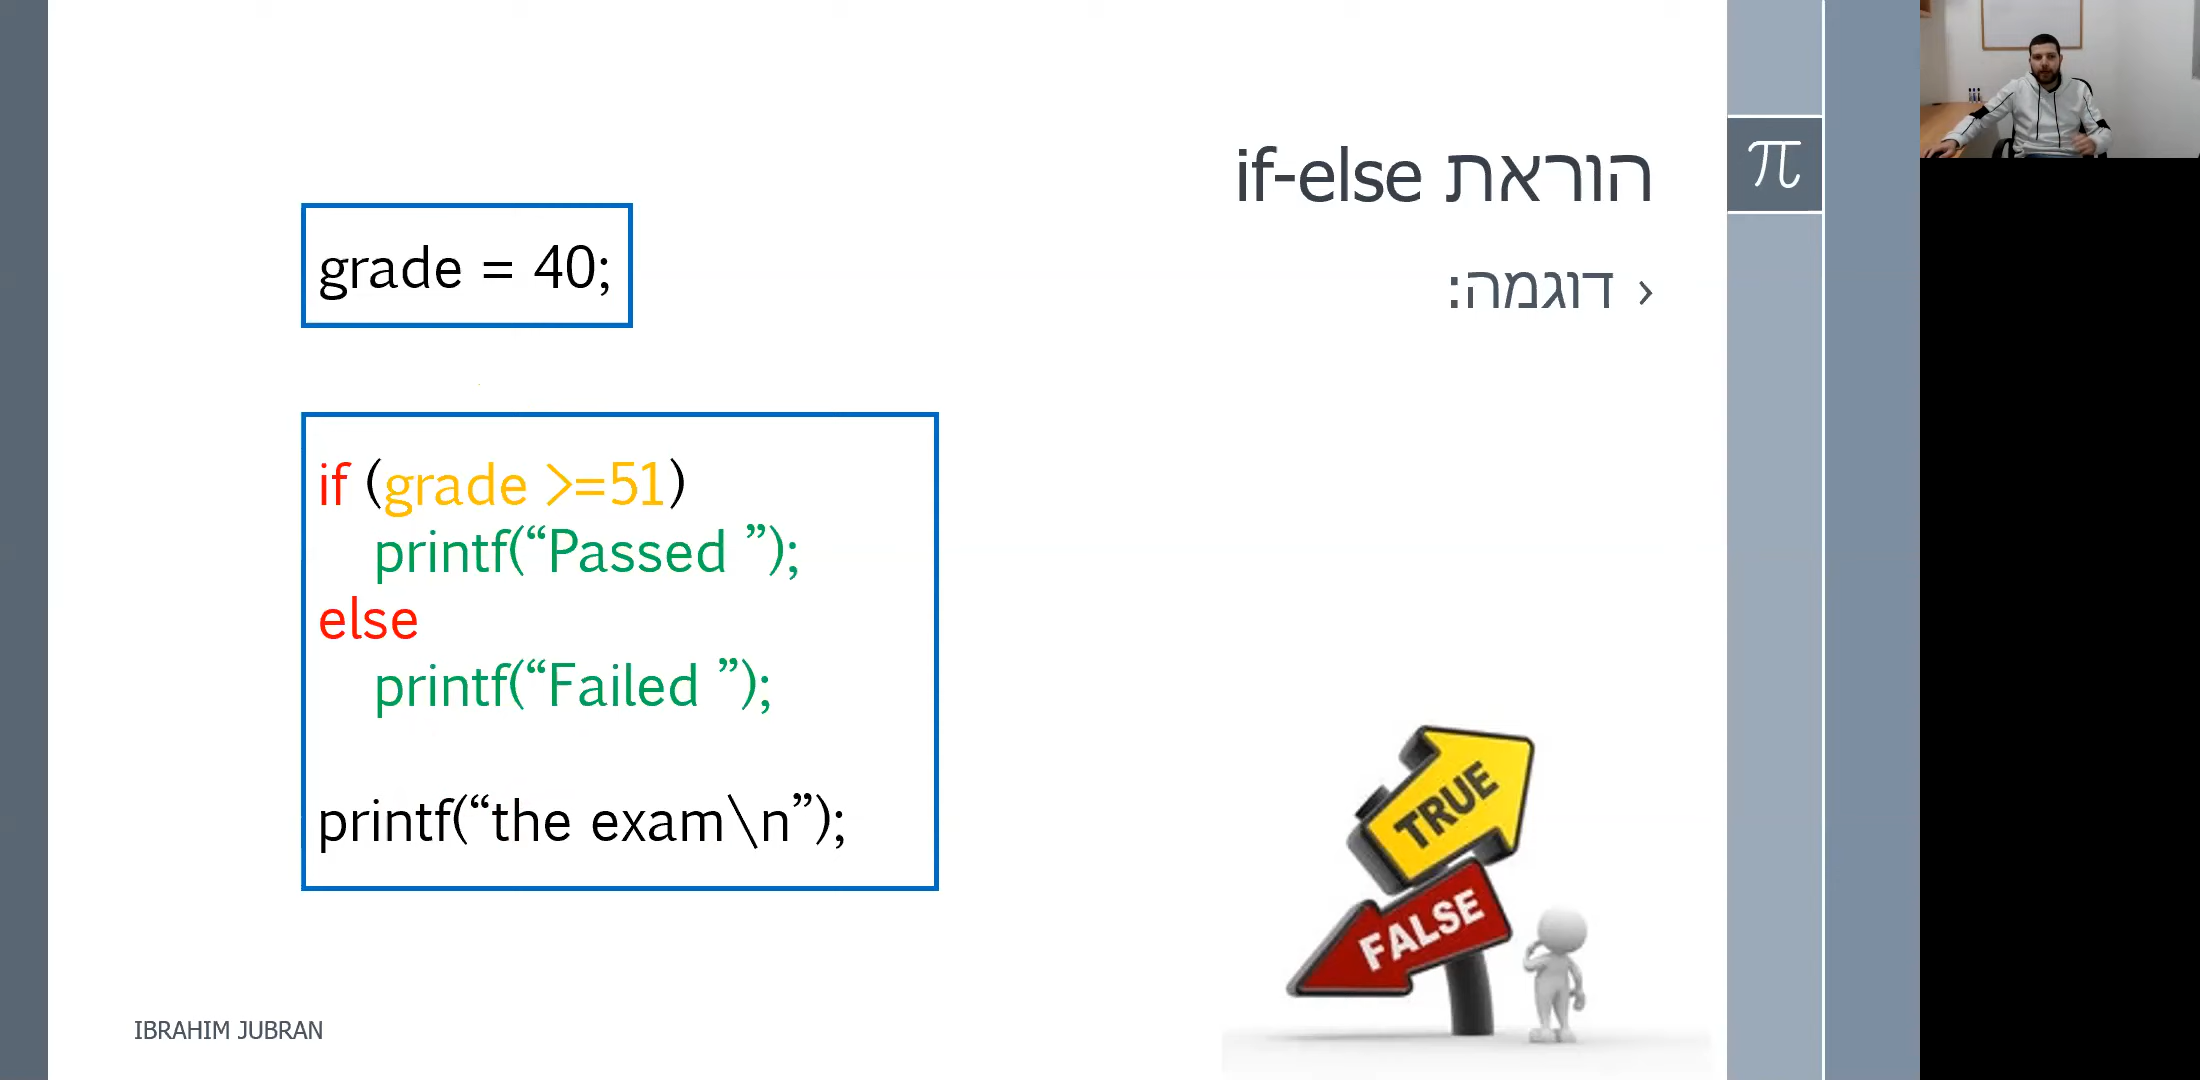 הוראת if-else
‹ דוגמה:
grade = 40;
if (grade >=51)
printf(“Passed ”);
else
printf(“Failed ”);
printf(“the exam\n”);
TRUE
FALSE
IBRAHIM JUBRAN
π